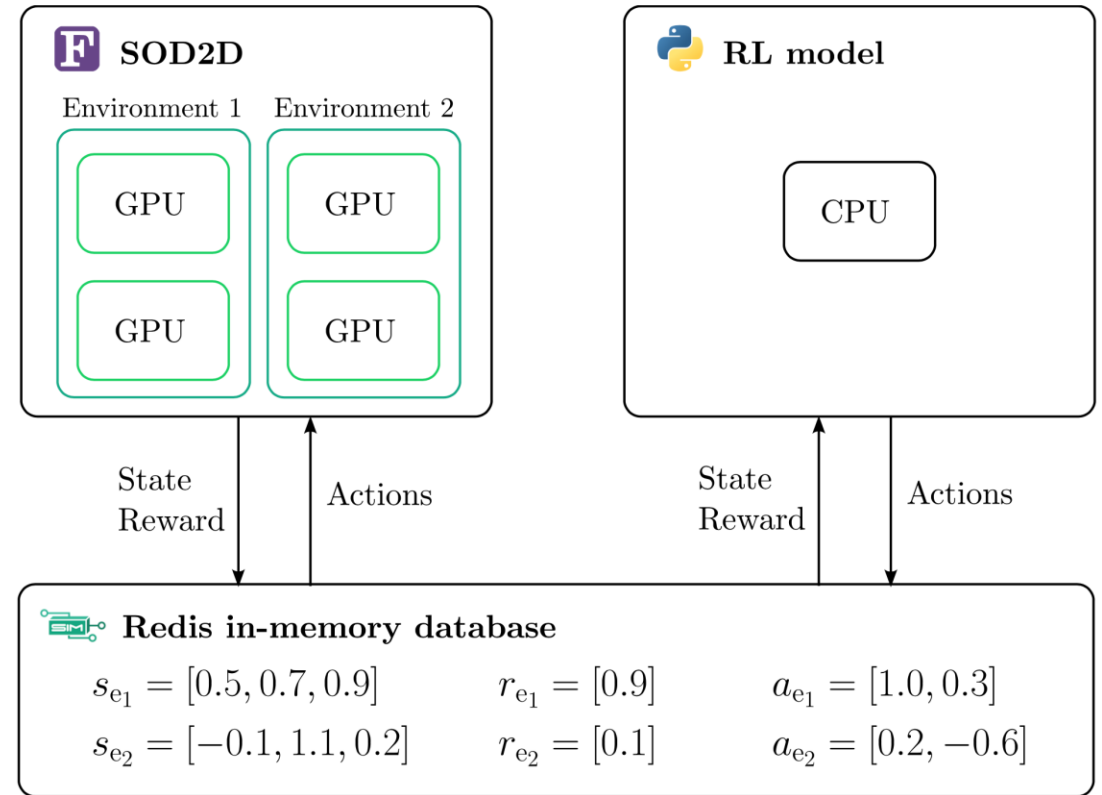 F SOD2D
Environment 1 Environment 2
GPU GPU
GPU GPU
RL model
CPU
State
Reward
Actions
State
Reward
Actions
SIM Redis in-memory database
s_{e_1} = [0.5, 0.7, 0.9] r_{e_1} = [0.9] a_{e_1} = [1.0, 0.3]
s_{e_2} = [−0.1, 1.1, 0.2] r_{e_2} = [0.1] a_{e_2} = [0.2, −0.6]